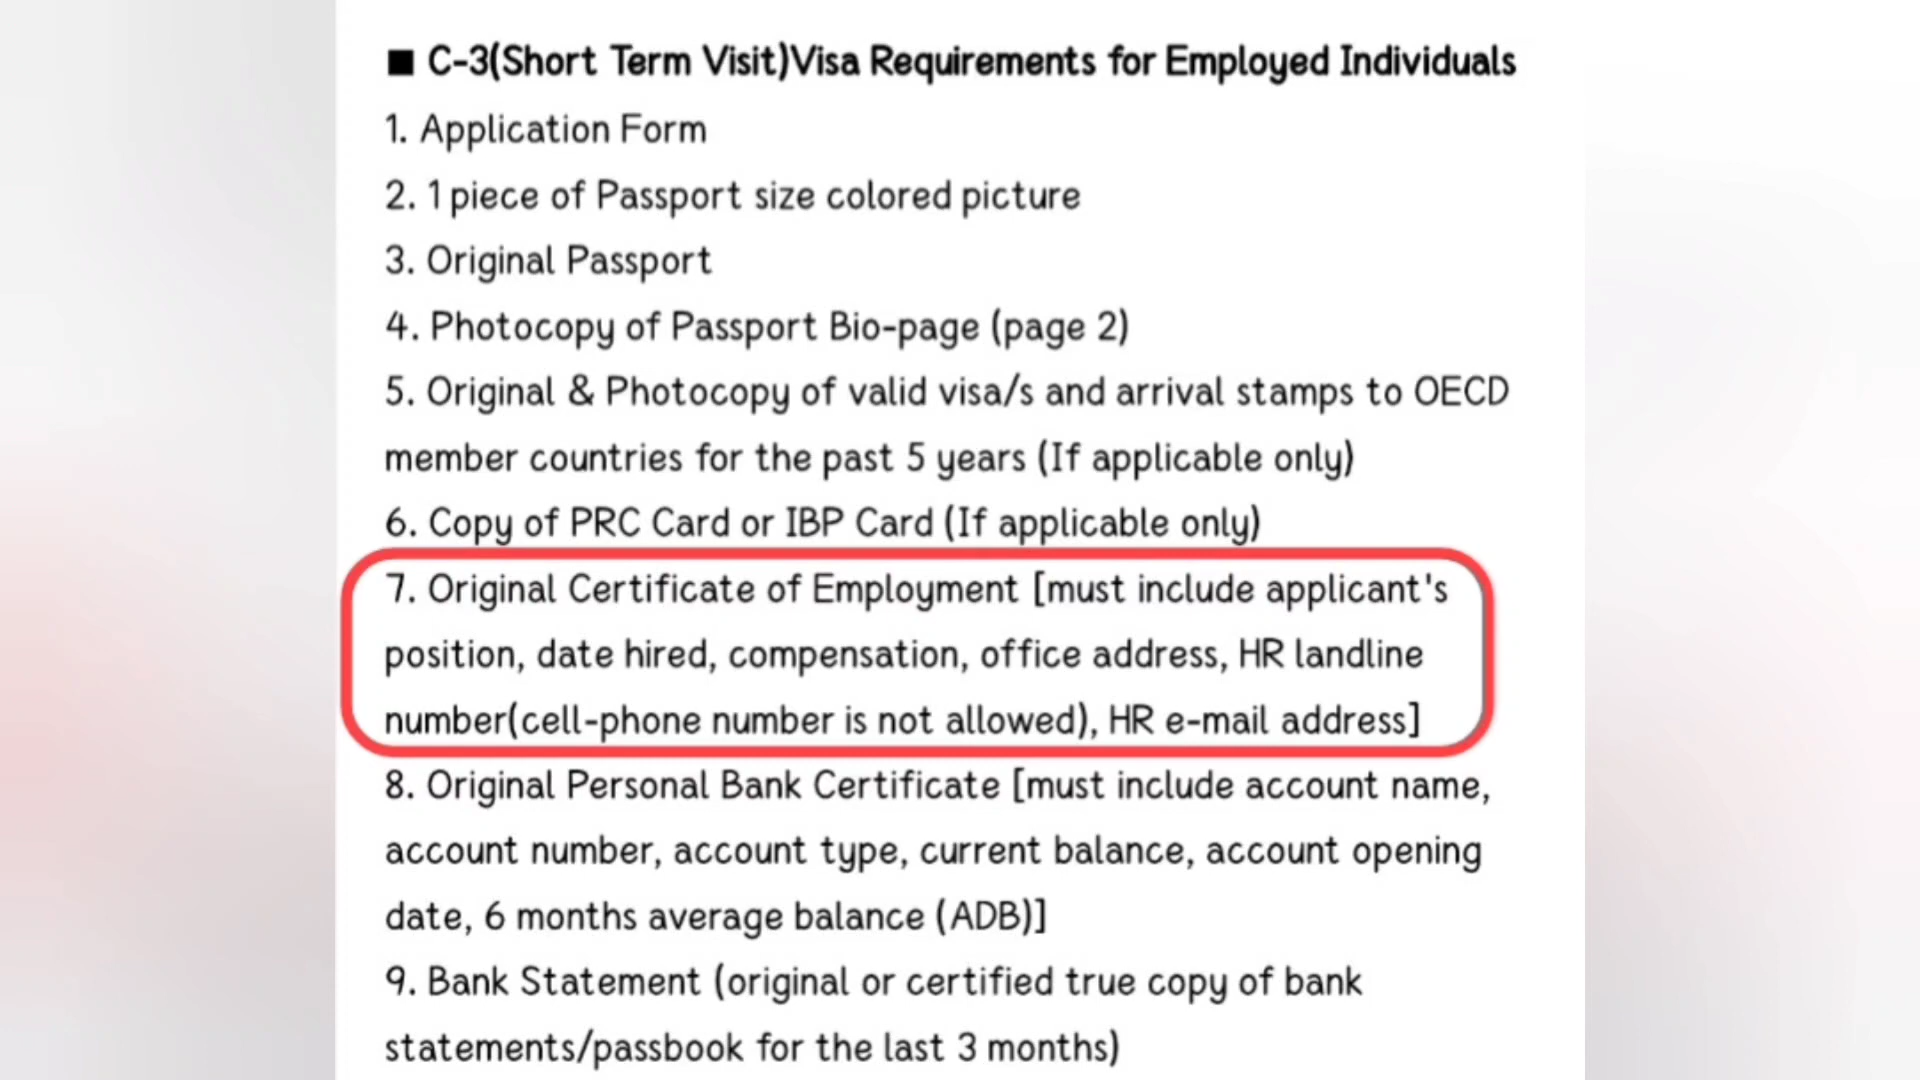 ■ C-3(Short Term Visit)Visa Requirements for Employed Individuals
1. Application Form
2. 1 piece of Passport size colored picture
3. Original Passport
4. Photocopy of Passport Bio-page (page 2)
5. Original & Photocopy of valid visa/s and arrival stamps to OECD
member countries for the past 5 years (If applicable only)
6. Copy of PRC Card or IBP Card (If applicable only)
7. Original Certificate of Employment [must include applicant's
position, date hired, compensation, office address, HR landline
number(cell-phone number is not allowed), HR e-mail address]
8. Original Personal Bank Certificate [must include account name,
account number, account type, current balance, account opening
date, 6 months average balance (ADB)]
9. Bank Statement (original or certified true copy of bank
statements/passbook for the last 3 months)